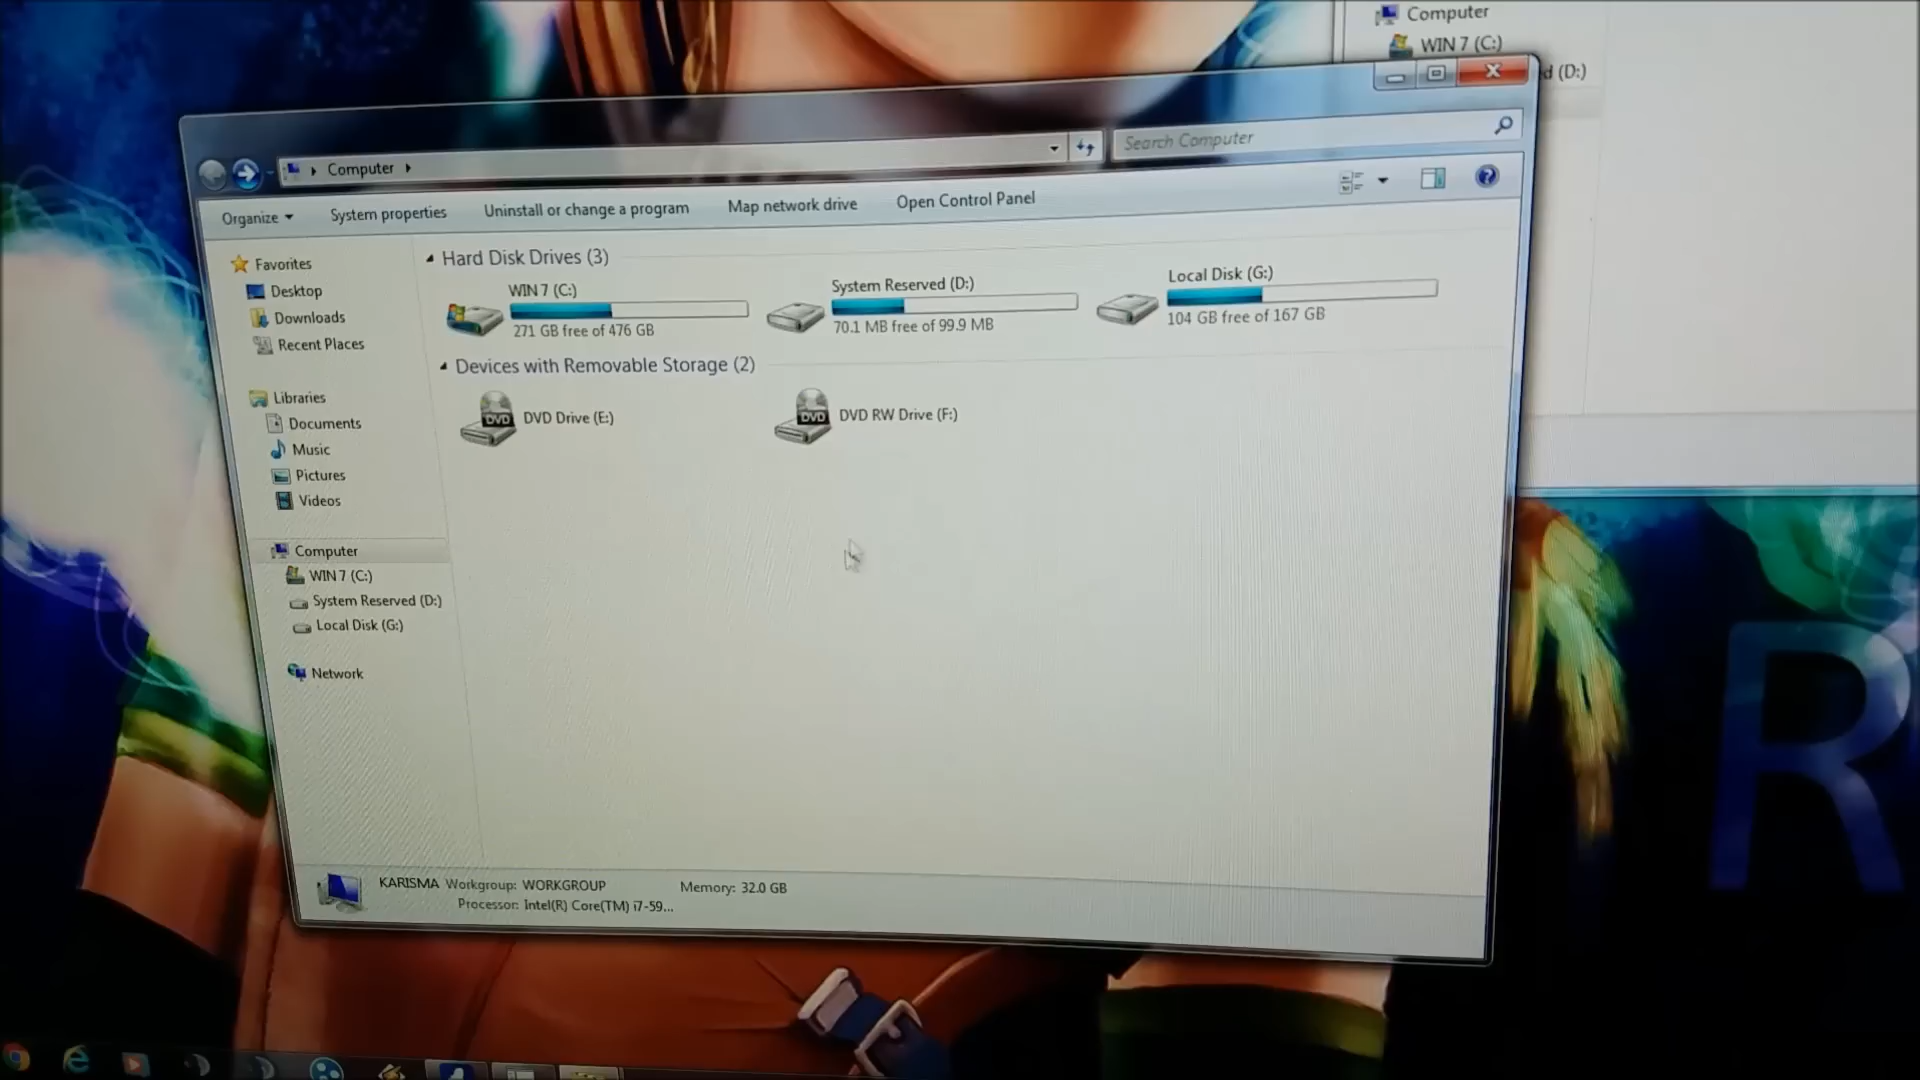 Computer
WIN 7 (C:)
d (D:)
Computer
Search Computer
Organize
System properties
Uninstall or change a program
Map network drive
Open Control Panel
Favorites
Desktop
Downloads
Recent Places
Libraries
Documents
Music
Pictures
Videos
Computer
WIN 7 (C:)
System Reserved (D:)
Local Disk (G:)
Network
Hard Disk Drives (3)
WIN 7 (C:)
271 GB free of 476 GB
System Reserved (D:)
70.1 MB free of 99.9 MB
Local Disk (G:)
104 GB free of 167 GB
Devices with Removable Storage (2)
DVD
DVD Drive (E:)
DVD
DVD RW Drive (F:)
KARISMA Workgroup: WORKGROUP Memory: 32.0 GB
Processor: Intel(R) Core(TM) i7-59...
R